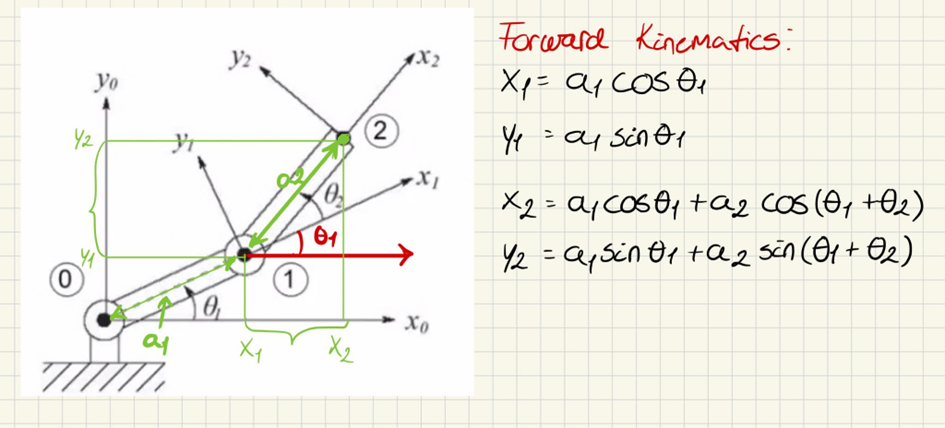 y₀
y₂
x₂
y₂
②
y₁
a2
θ₂
x₁
θ1
y₁
⓪
①
θ₁
x₀
a1
x₁
x₂
Forward Kinematics:
x₁ = a₁ cos θ₁
y₁ = a₁ sin θ₁
x₂ = a₁ cos θ₁ + a₂ cos(θ₁ + θ₂)
y₂ = a₁ sin θ₁ + a₂ sin(θ₁ + θ₂)